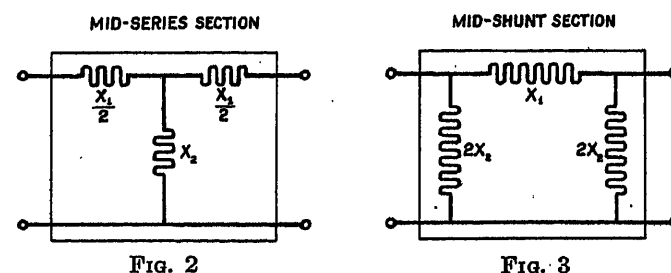 MID-SERIES SECTION
X₁/2
X₁/2
X₂
FIG. 2
MID-SHUNT SECTION
X₁
2X₂
2X₂
FIG. 3